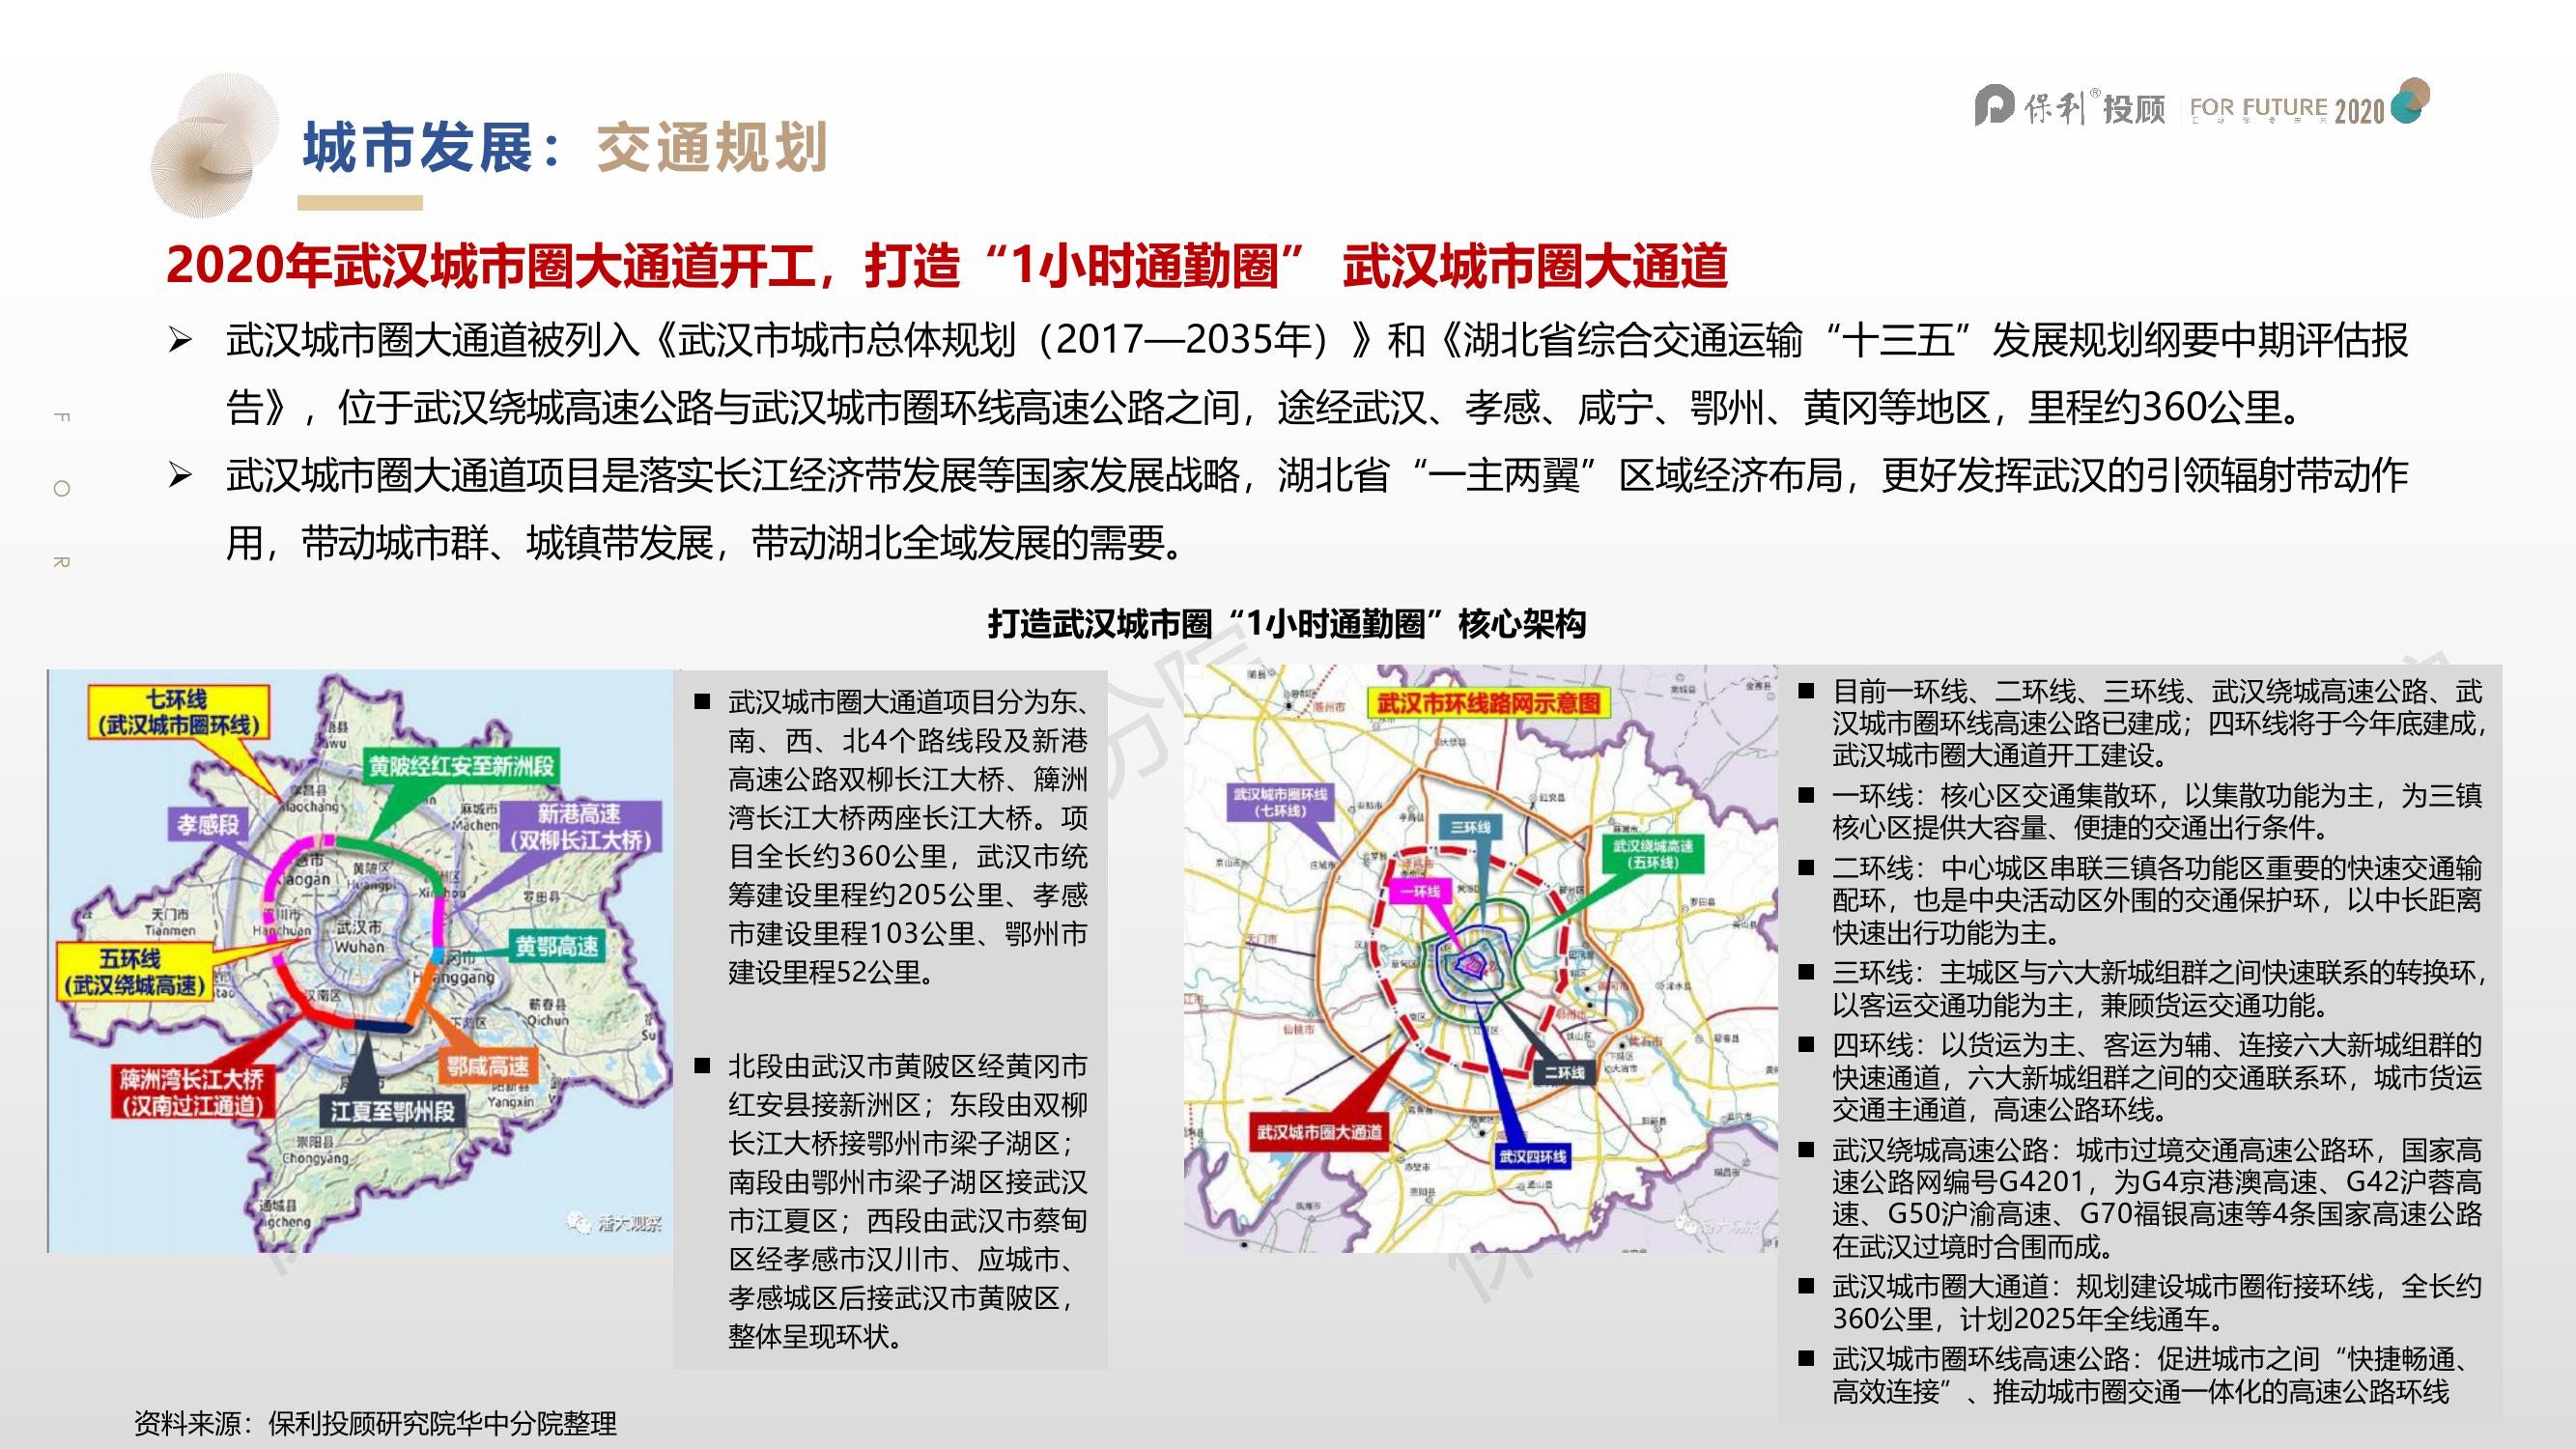 城市发展：交通规划
保利®投顾 FOR FUTURE 2020
2020年武汉城市圈大通道开工，打造“1小时通勤圈” 武汉城市圈大通道
武汉城市圈大通道被列入《武汉市城市总体规划（2017—2035年）》和《湖北省综合交通运输“十三五”发展规划纲要中期评估报
告》，位于武汉绕城高速公路与武汉城市圈环线高速公路之间，途经武汉、孝感、咸宁、鄂州、黄冈等地区，里程约360公里。
武汉城市圈大通道项目是落实长江经济带发展等国家发展战略，湖北省“一主两翼”区域经济布局，更好发挥武汉的引领辐射带动作
用，带动城市群、城镇带发展，带动湖北全域发展的需要。
FOR
打造武汉城市圈“1小时通勤圈”核心架构
七环线
(武汉城市圈环线)
黄陂经红安至新洲段
孝感段
新港高速
(双柳长江大桥)
麻城市
黄陂区
罗田县
天门市
Tianmen
汉川市
Hanchuan
武汉市
Wuhan
黄鄂高速
五环线
(武汉绕城高速)
汉南区
蕲春县
Qichun
鄂咸高速
簰洲湾长江大桥
(汉南过江通道)
江夏至鄂州段
Yangxin
崇阳县
Chongyang
通城县
潘大观察
武汉城市圈大通道项目分为东、
南、西、北4个路线段及新港
高速公路双柳长江大桥、簰洲
湾长江大桥两座长江大桥。项
目全长约360公里，武汉市统
筹建设里程约205公里、孝感
市建设里程103公里、鄂州市
建设里程52公里。
北段由武汉市黄陂区经黄冈市
红安县接新洲区；东段由双柳
长江大桥接鄂州市梁子湖区；
南段由鄂州市梁子湖区接武汉
市江夏区；西段由武汉市蔡甸
区经孝感市汉川市、应城市、
孝感城区后接武汉市黄陂区，
整体呈现环状。
武汉市环线路网示意图
武汉城市圈环线
(七环线)
三环线
武汉绕城高速
(五环线)
一环线
二环线
武汉城市圈大通道
武汉四环线
随州市
红安县
天门市
仙桃市
黄石市
目前一环线、二环线、三环线、武汉绕城高速公路、武
汉城市圈环线高速公路已建成；四环线将于今年底建成，
武汉城市圈大通道开工建设。
一环线：核心区交通集散环，以集散功能为主，为三镇
核心区提供大容量、便捷的交通出行条件。
二环线：中心城区串联三镇各功能区重要的快速交通输
配环，也是中央活动区外围的交通保护环，以中长距离
快速出行功能为主。
三环线：主城区与六大新城组群之间快速联系的转换环，
以客运交通功能为主，兼顾货运交通功能。
四环线：以货运为主、客运为辅、连接六大新城组群的
快速通道，六大新城组群之间的交通联系环，城市货运
交通主通道，高速公路环线。
武汉绕城高速公路：城市过境交通高速公路环，国家高
速公路网编号G4201，为G4京港澳高速、G42沪蓉高
速、G50沪渝高速、G70福银高速等4条国家高速公路
在武汉过境时合围而成。
武汉城市圈大通道：规划建设城市圈衔接环线，全长约
360公里，计划2025年全线通车。
武汉城市圈环线高速公路：促进城市之间“快捷畅通、
高效连接”、推动城市圈交通一体化的高速公路环线
资料来源：保利投顾研究院华中分院整理